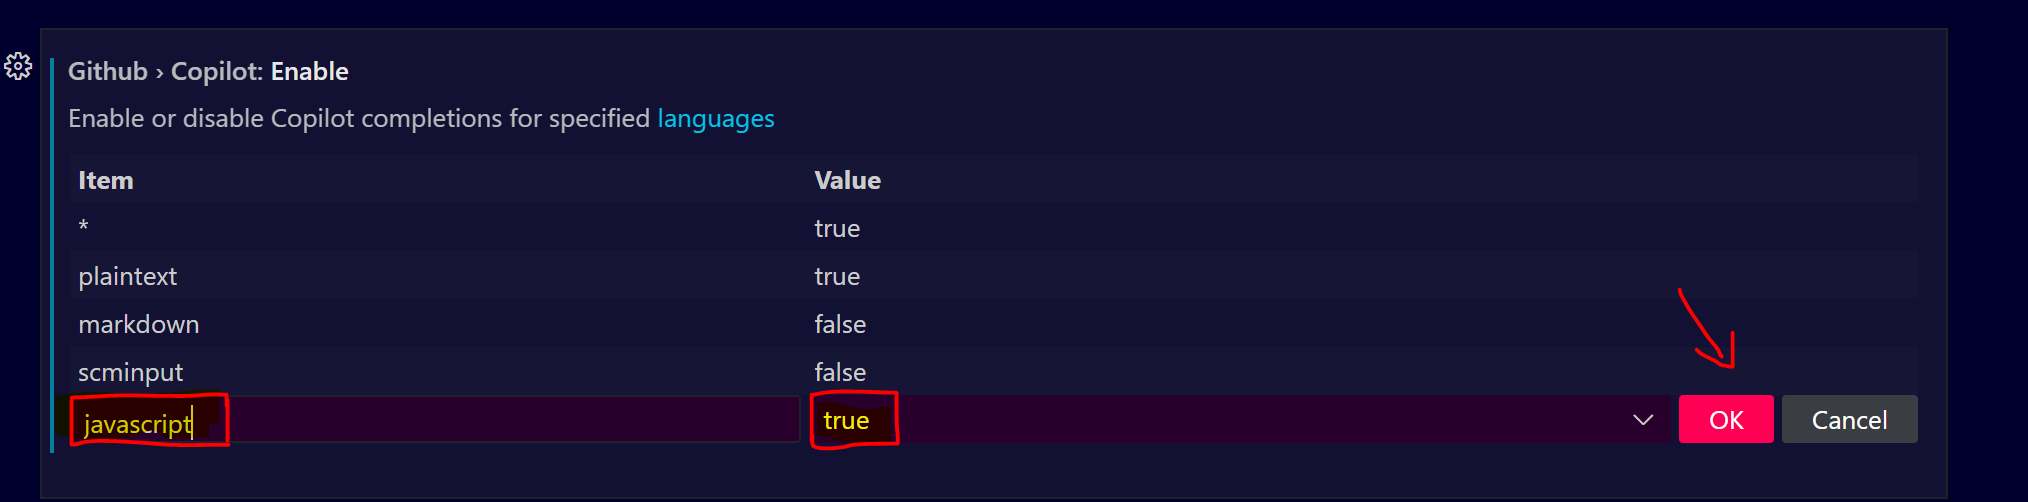 Github › Copilot: Enable
Enable or disable Copilot completions for specified languages
Item Value
* true
plaintext true
markdown false
scminput false
javascript true OK Cancel